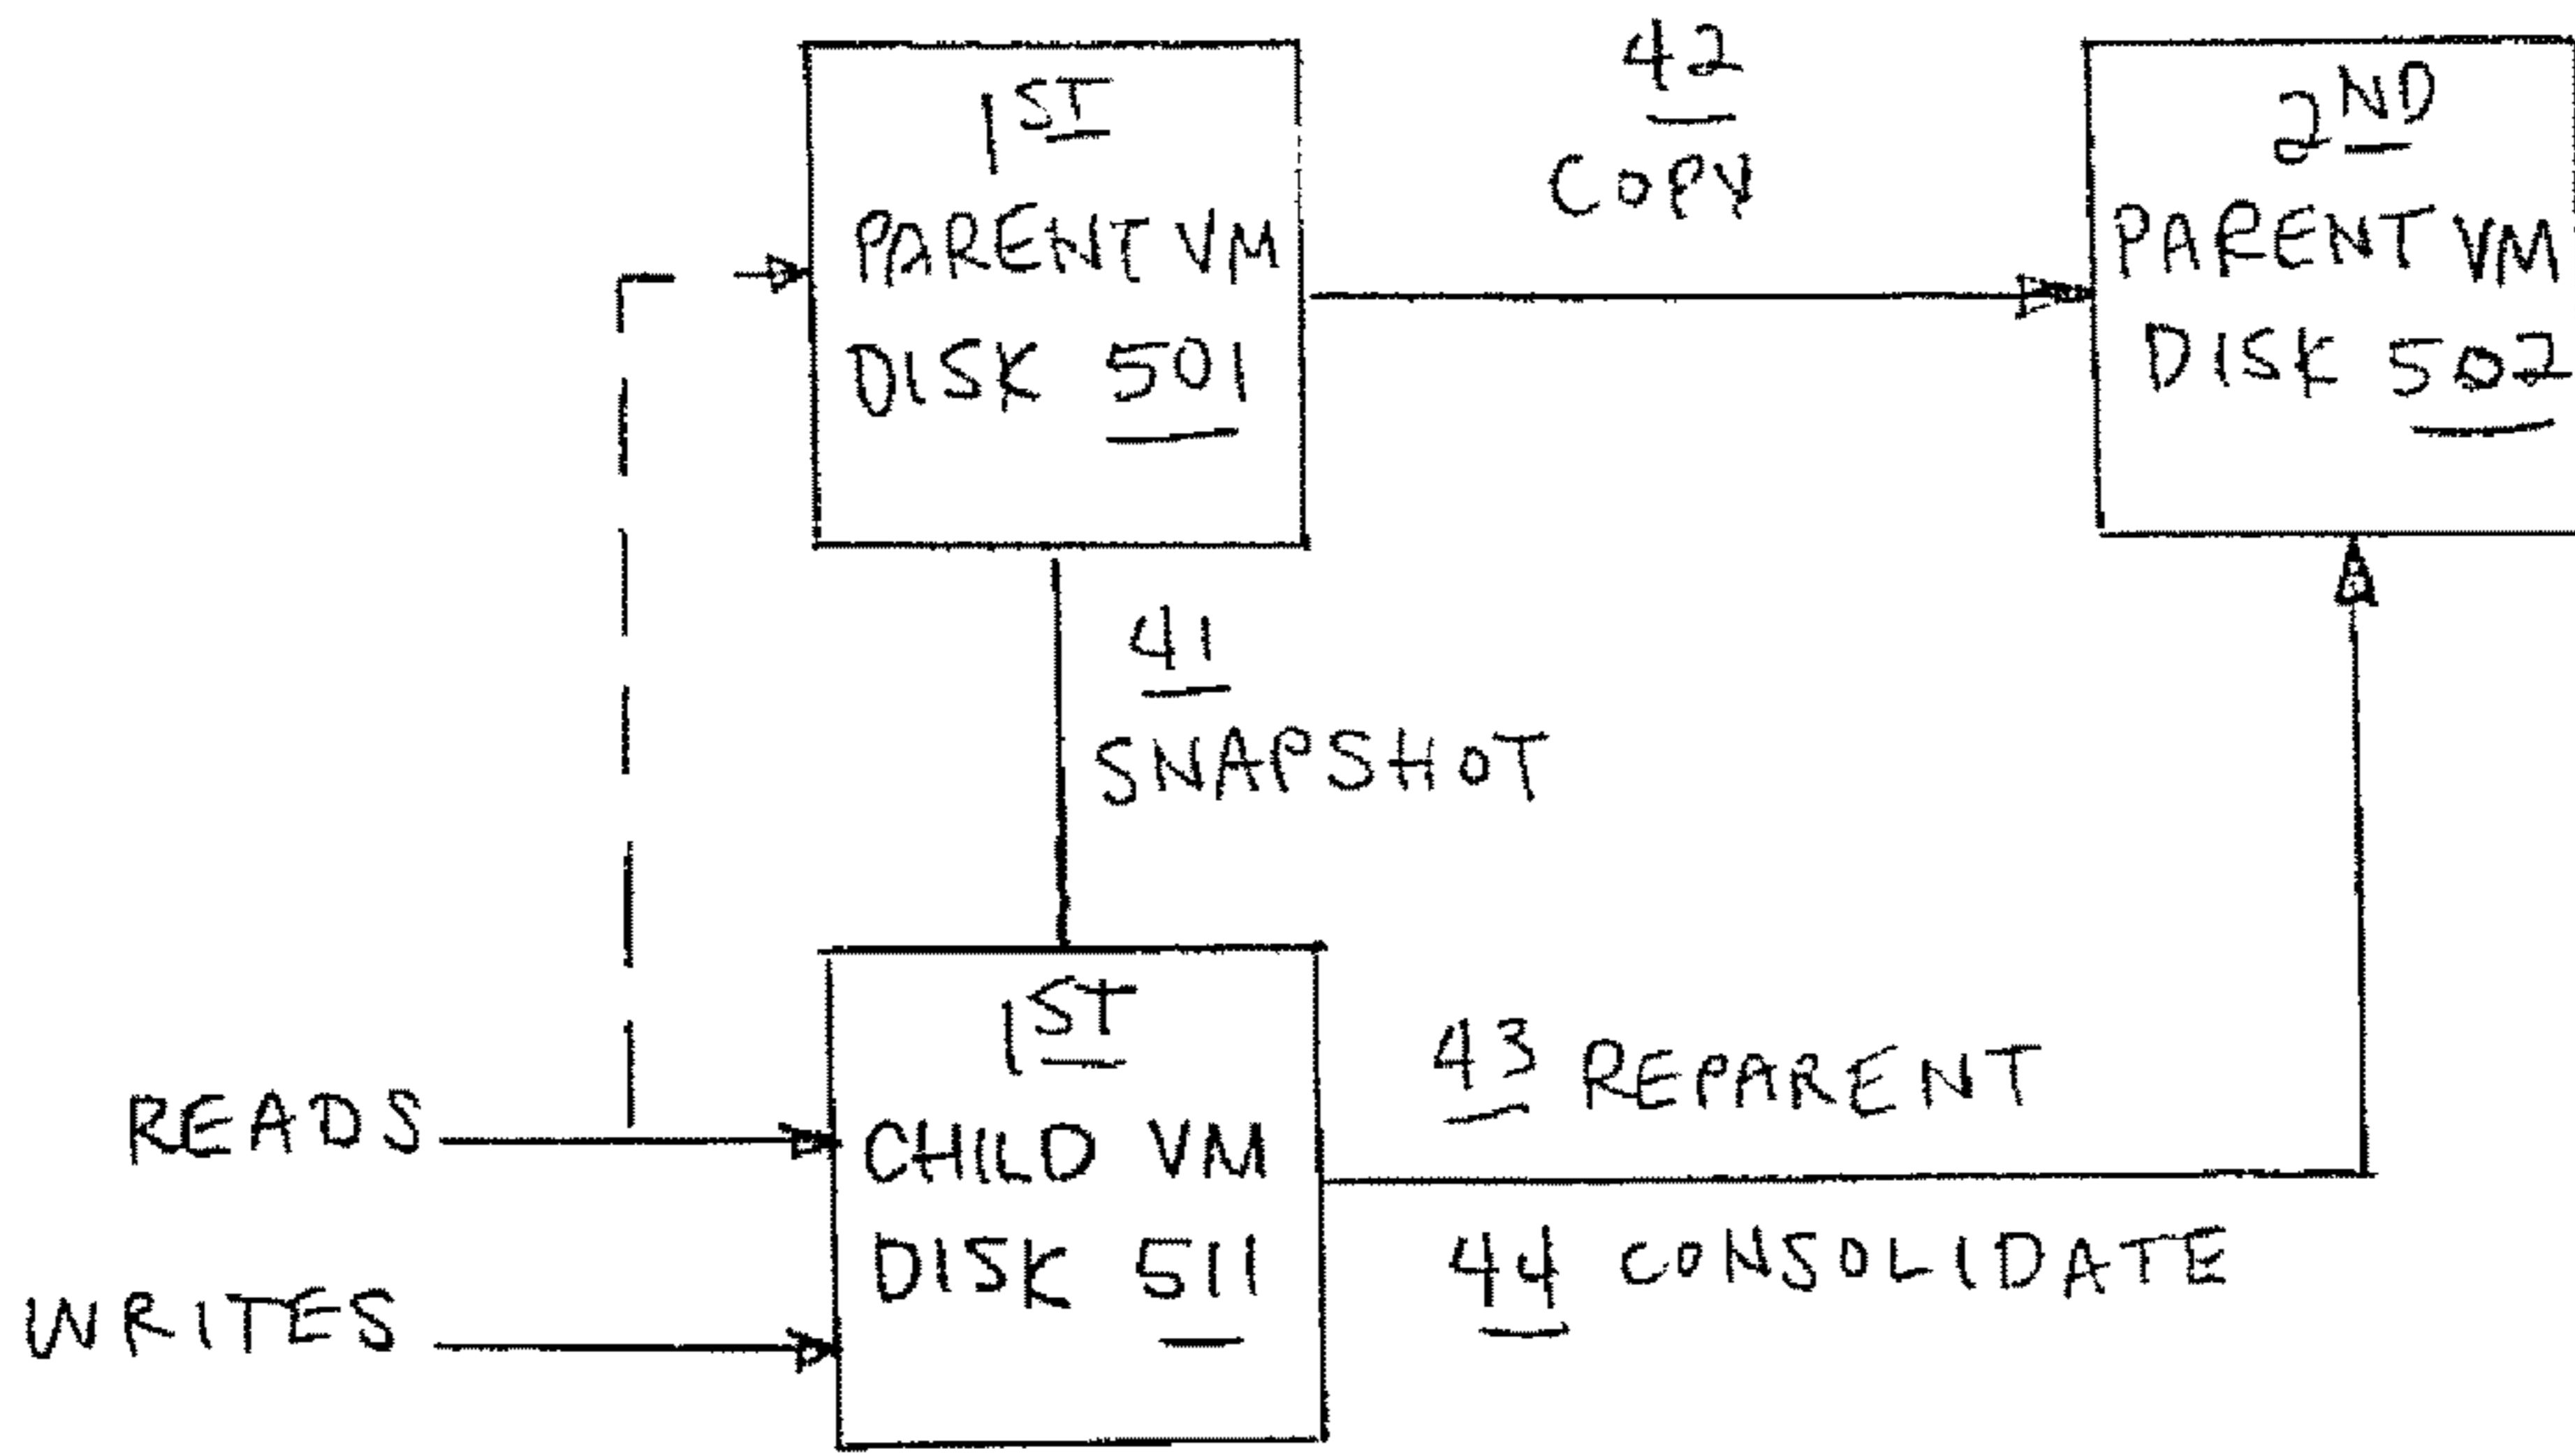 1ST
PARENT VM
DISK 501
42
COPY
2ND
PARENT VM
DISK 502
41
SNAPSHOT
1ST
CHILD VM
DISK 511
READS
WRITES
43 REPARENT
44 CONSOLIDATE